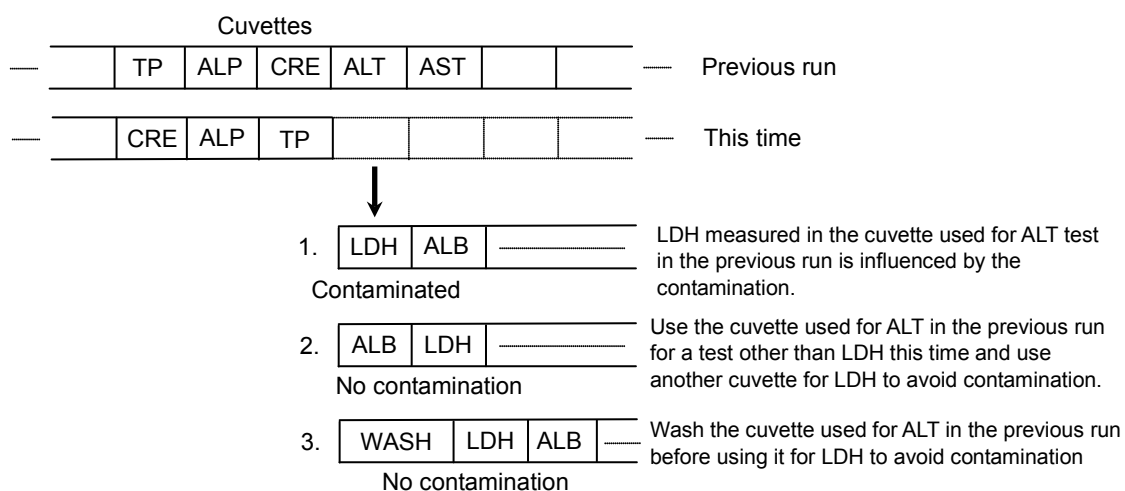 Cuvettes
TP ALP CRE ALT AST Previous run
CRE ALP TP This time
1. LDH ALB
Contaminated
LDH measured in the cuvette used for ALT test
in the previous run is influenced by the
contamination.
2. ALB LDH
No contamination
Use the cuvette used for ALT in the previous run
for a test other than LDH this time and use
another cuvette for LDH to avoid contamination.
3. WASH LDH ALB
No contamination
Wash the cuvette used for ALT in the previous run
before using it for LDH to avoid contamination